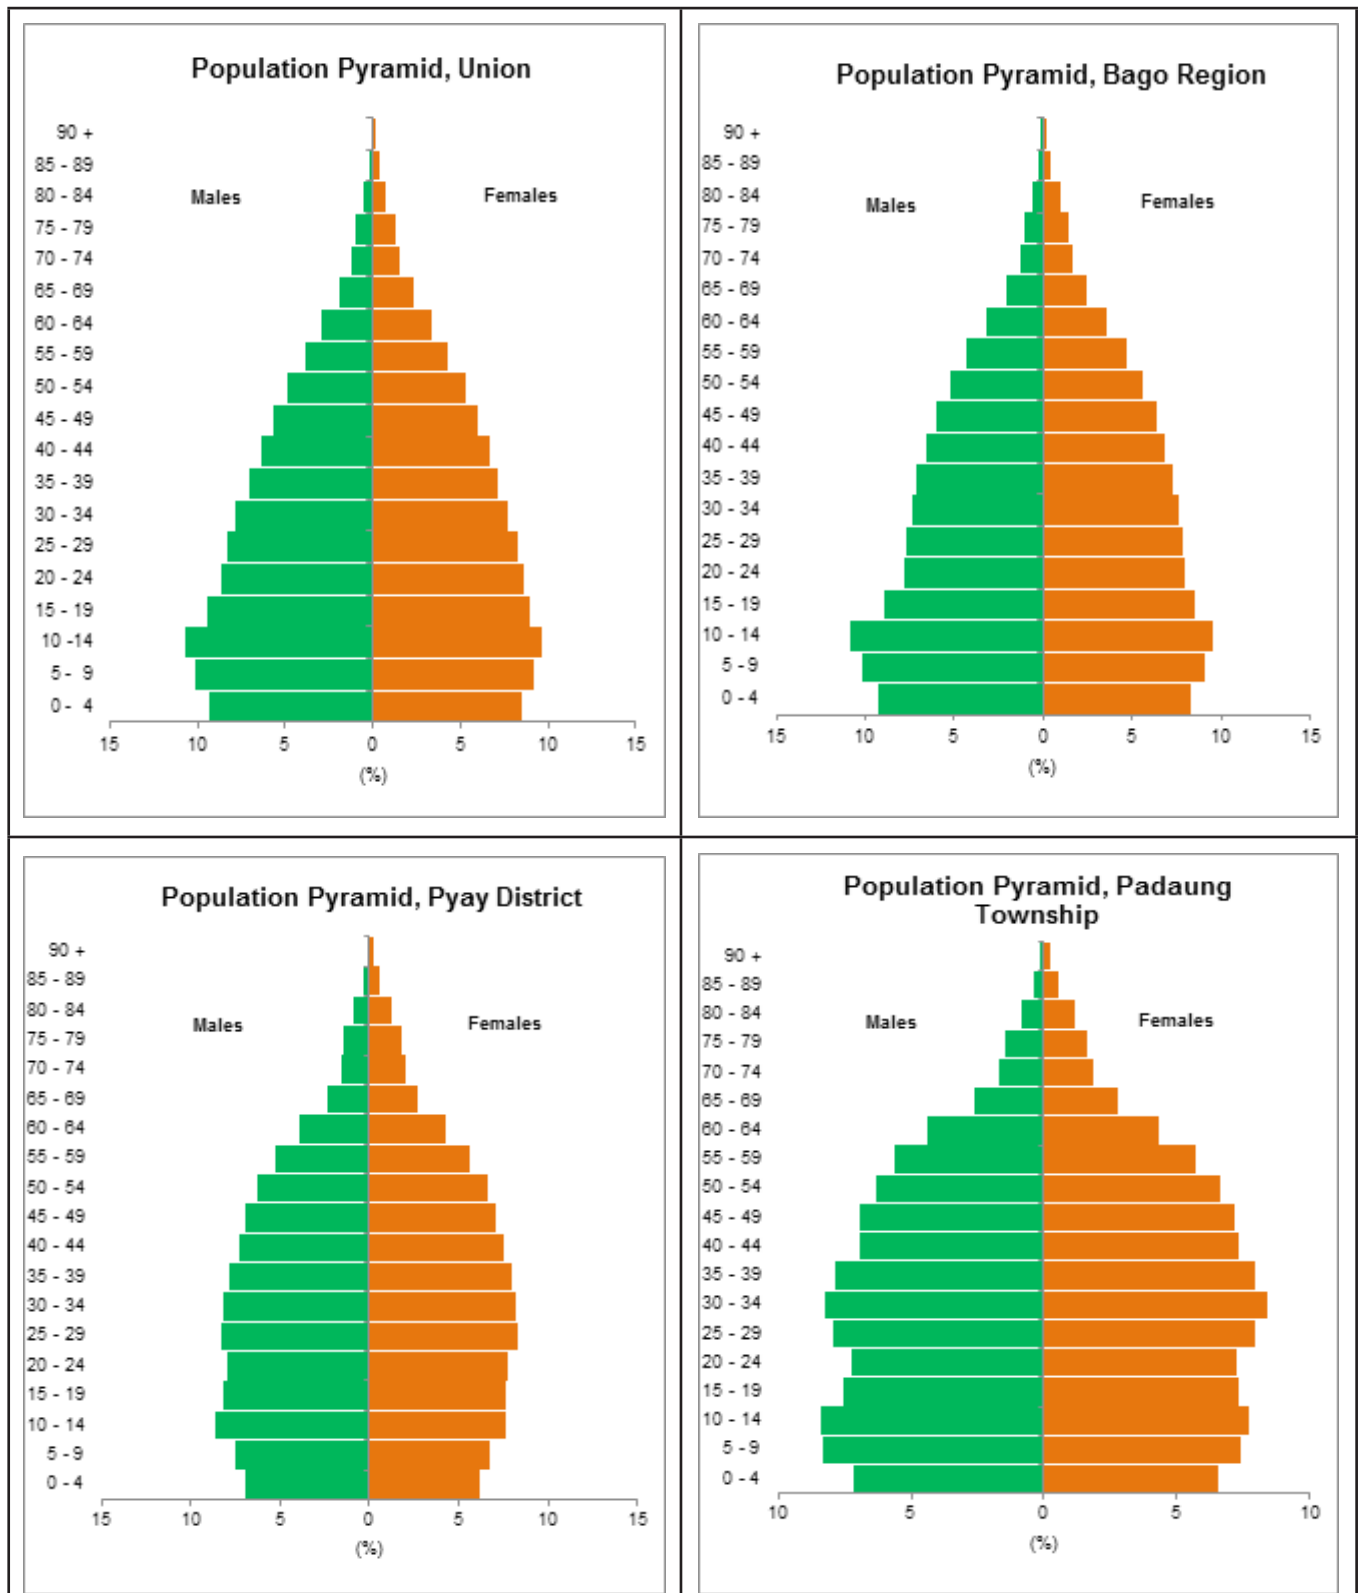 Population Pyramid, Union
90 +
85 - 89
80 - 84
75 - 79
70 - 74
65 - 69
60 - 64
55 - 59
50 - 54
45 - 49
40 - 44
35 - 39
30 - 34
25 - 29
20 - 24
15 - 19
10 -14
5 - 9
0 - 4
Males
Females
15 10 5 0 5 10 15
(%)
Population Pyramid, Bago Region
90 +
85 - 89
80 - 84
75 - 79
70 - 74
65 - 69
60 - 64
55 - 59
50 - 54
45 - 49
40 - 44
35 - 39
30 - 34
25 - 29
20 - 24
15 - 19
10 - 14
5 - 9
0 - 4
Males
Females
15 10 5 0 5 10 15
(%)
Population Pyramid, Pyay District
90 +
85 - 89
80 - 84
75 - 79
70 - 74
65 - 69
60 - 64
55 - 59
50 - 54
45 - 49
40 - 44
35 - 39
30 - 34
25 - 29
20 - 24
15 - 19
10 - 14
5 - 9
0 - 4
Males
Females
15 10 5 0 5 10 15
(%)
Population Pyramid, Padaung
Township
90 +
85 - 89
80 - 84
75 - 79
70 - 74
65 - 69
60 - 64
55 - 59
50 - 54
45 - 49
40 - 44
35 - 39
30 - 34
25 - 29
20 - 24
15 - 19
10 - 14
5 - 9
0 - 4
Males
Females
10 5 0 5 10
(%)